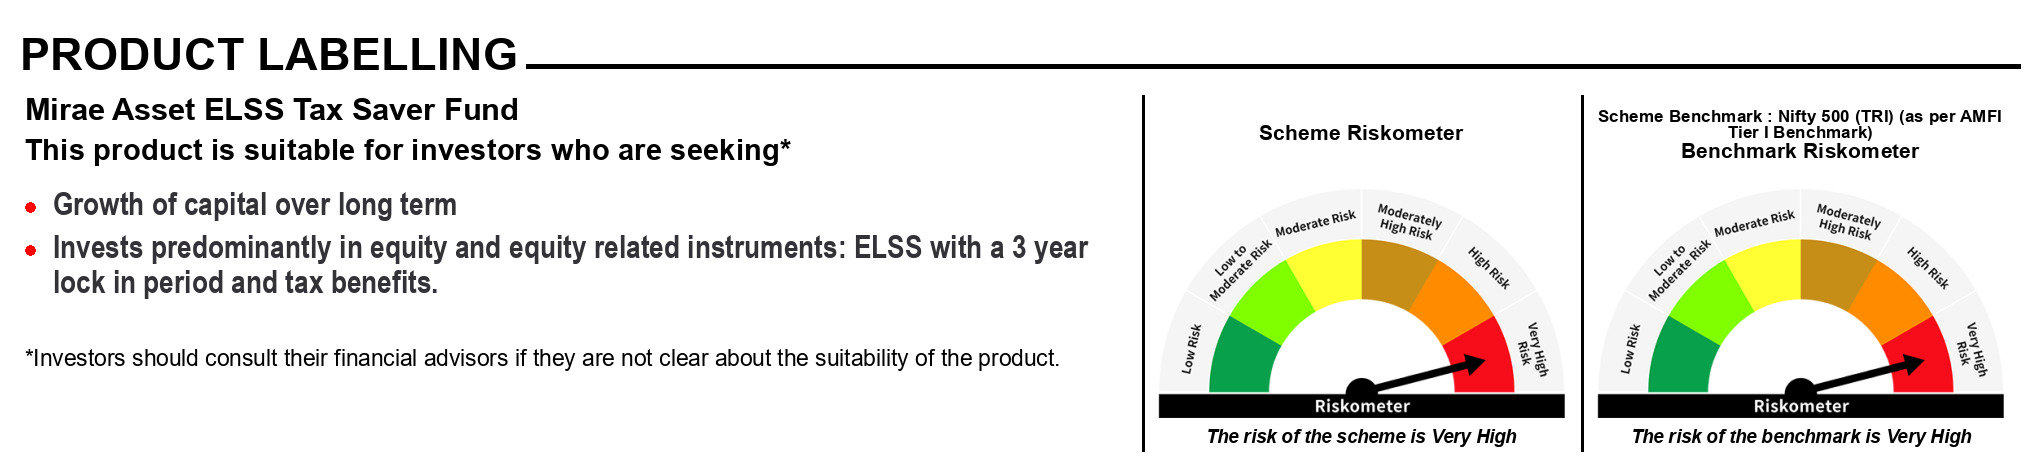 PRODUCT LABELLING
Mirae Asset ELSS Tax Saver Fund
This product is suitable for investors who are seeking*
• Growth of capital over long term
• Invests predominantly in equity and equity related instruments: ELSS with a 3 year
lock in period and tax benefits.
*Investors should consult their financial advisors if they are not clear about the suitability of the product.
Scheme Riskometer
Low Risk
Low to
Moderate Risk
Moderate Risk
Moderately
High Risk
High Risk
Very High
Risk
Riskometer
The risk of the scheme is Very High
Scheme Benchmark : Nifty 500 (TRI) (as per AMFI
Tier I Benchmark)
Benchmark Riskometer
Low Risk
Low to
Moderate Risk
Moderate Risk
Moderately
High Risk
High Risk
Very High
Risk
Riskometer
The risk of the benchmark is Very High